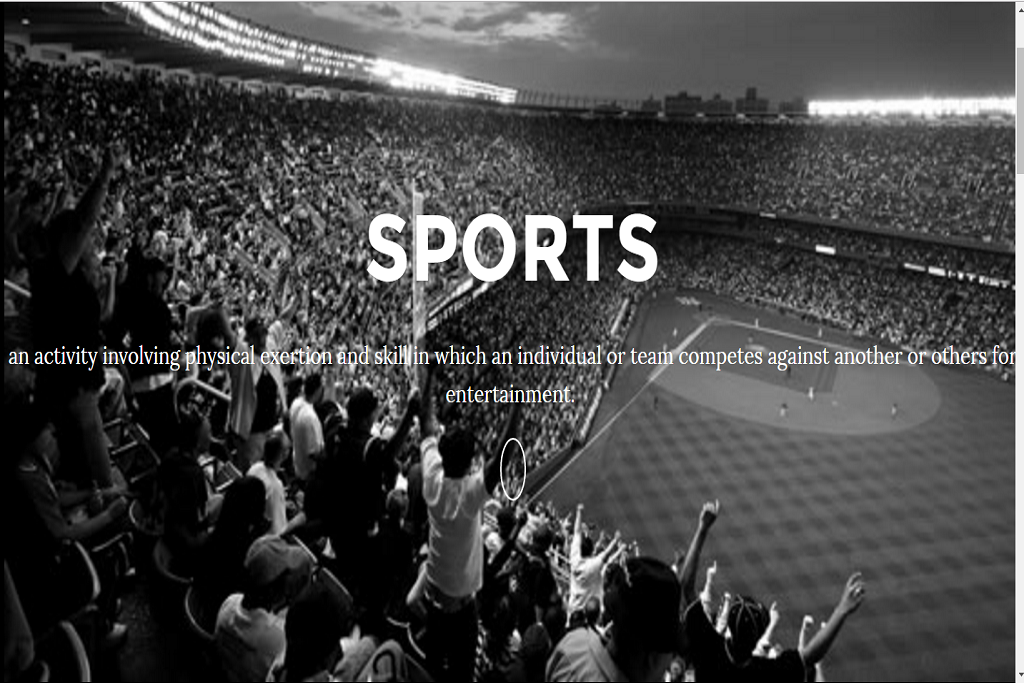 SPORTS
an activity involving physical exertion and skill in which an individual or team competes against another or others for
entertainment.